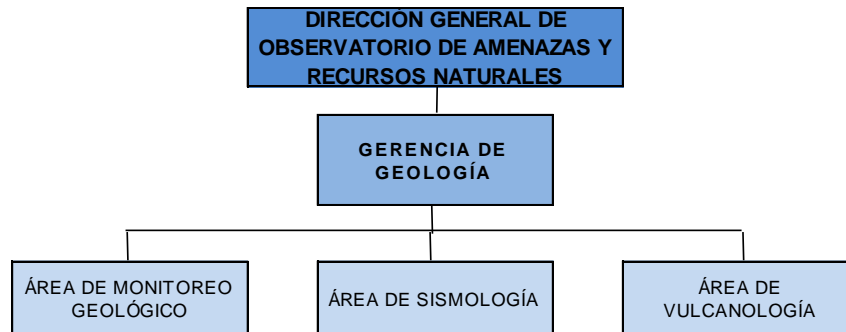 DIRECCIÓN GENERAL DE
OBSERVATORIO DE AMENAZAS Y
RECURSOS NATURALES
GERENCIA DE
GEOLOGÍA
ÁREA DE MONITOREO
GEOLÓGICO
ÁREA DE SISMOLOGÍA
ÁREA DE
VULCANOLOGÍA